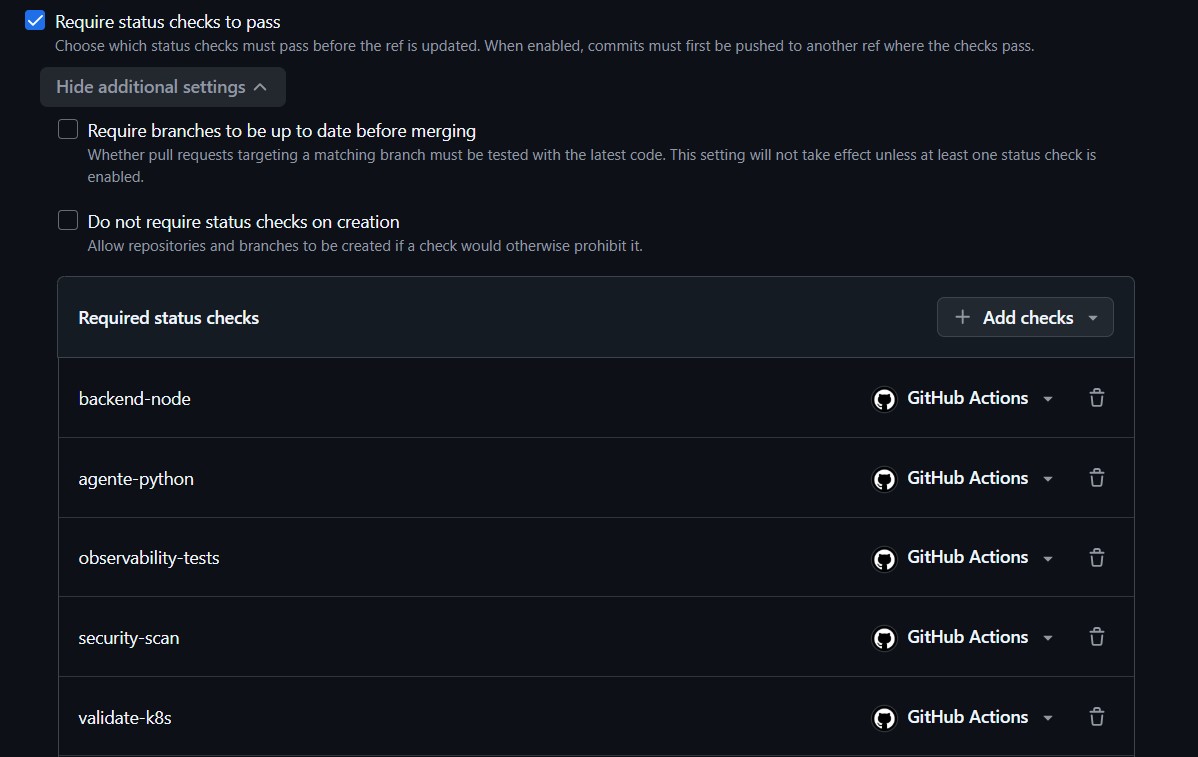 Require status checks to pass
Choose which status checks must pass before the ref is updated. When enabled, commits must first be pushed to another ref where the checks pass.
Hide additional settings
Require branches to be up to date before merging
Whether pull requests targeting a matching branch must be tested with the latest code. This setting will not take effect unless at least one status check is
enabled.
Do not require status checks on creation
Allow repositories and branches to be created if a check would otherwise prohibit it.
Required status checks
Add checks
backend-node
GitHub Actions
agente-python
GitHub Actions
observability-tests
GitHub Actions
security-scan
GitHub Actions
validate-k8s
GitHub Actions